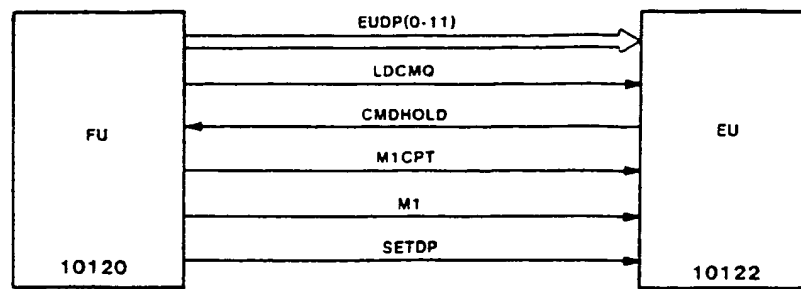 EUDP(0-11)
LDCMQ
CMDHOLD
FU
EU
M1CPT
M1
SETDP
10120
10122